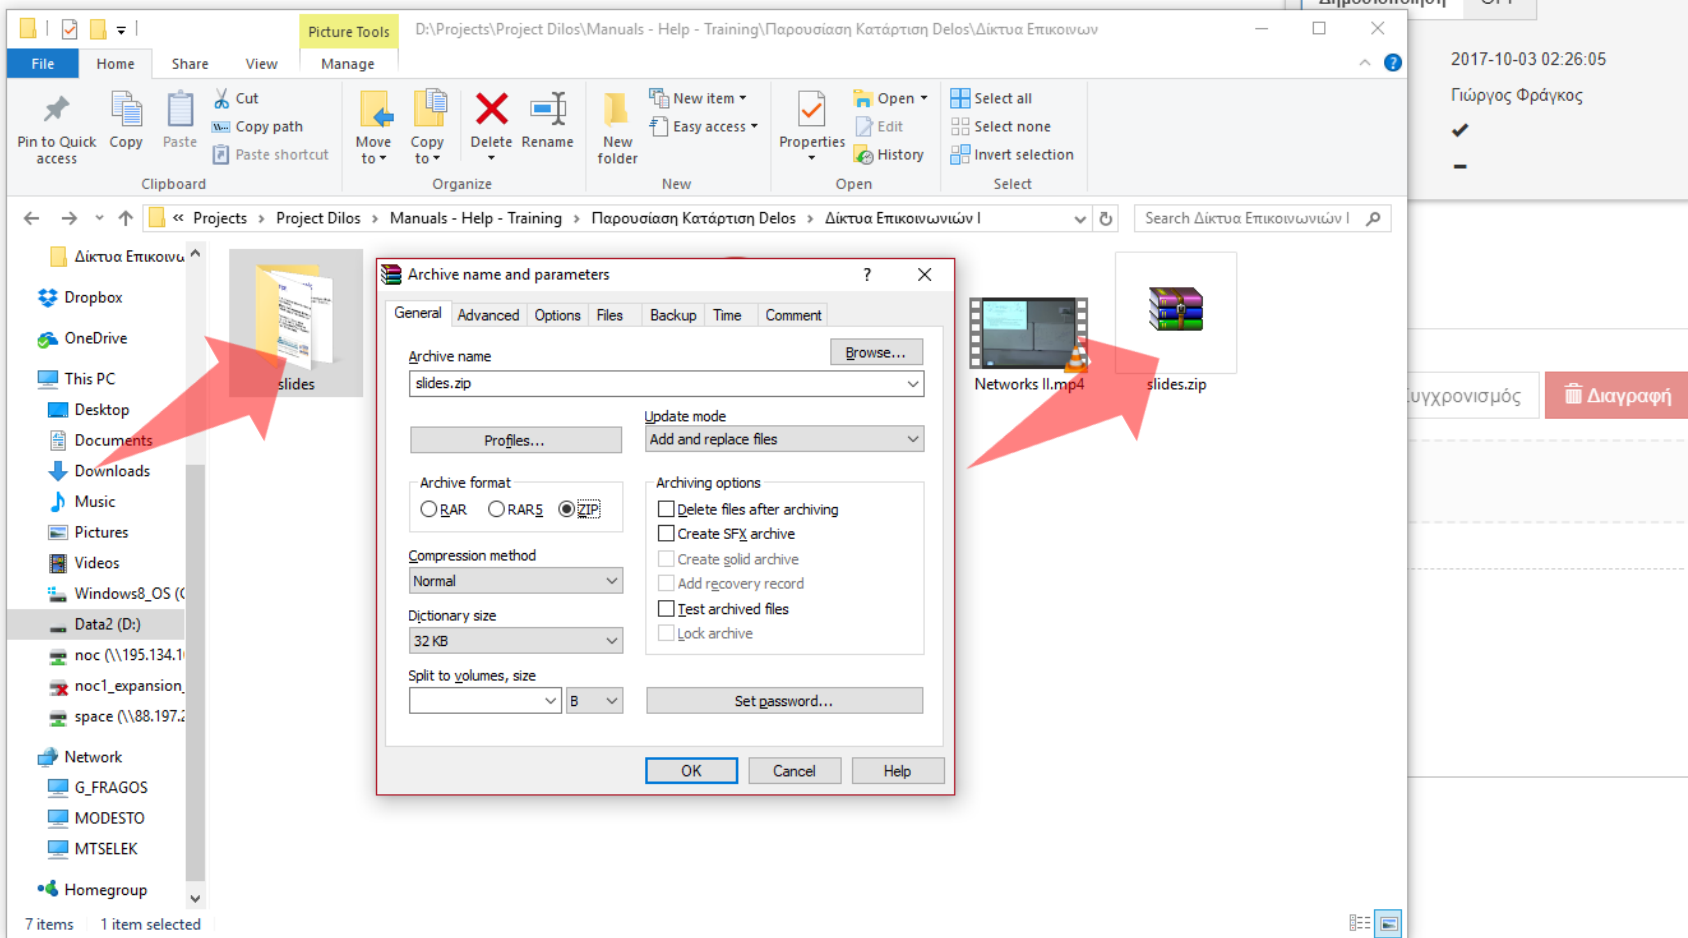 Picture Tools
D:\Projects\Project Dilos\Manuals - Help - Training\Παρουσίαση Κατάρτιση Delos\Δίκτυα Επικοινων
File
Home
Share
View
Manage
Pin to Quick
access
Copy
Paste
Cut
Copy path
Paste shortcut
Clipboard
Move
to
Copy
to
Delete
Rename
Organize
New
folder
New item
Easy access
New
Properties
Open
Edit
History
Open
Select all
Select none
Invert selection
Select
« Projects > Project Dilos > Manuals - Help - Training > Παρουσίαση Κατάρτιση Delos > Δίκτυα Επικοινωνιών I
Search Δίκτυα Επικοινωνιών I
Δίκτυα Επικοινω
Dropbox
OneDrive
This PC
Desktop
Documents
Downloads
Music
Pictures
Videos
Windows8_OS (C
Data2 (D:)
noc (\\195.134.1
noc1_expansion_
space (\\88.197.2
Network
G_FRAGOS
MODESTO
MTSELEK
Homegroup
7 items
1 item selected
slides
Archive name and parameters
?
General
Advanced
Options
Files
Backup
Time
Comment
Archive name
Browse...
slides.zip
Profiles...
Update mode
Add and replace files
Archive format
RAR
RAR5
ZIP
Compression method
Normal
Dictionary size
32 KB
Split to volumes, size
B
Archiving options
Delete files after archiving
Create SFX archive
Create solid archive
Add recovery record
Test archived files
Lock archive
Set password...
OK
Cancel
Help
Networks II.mp4
slides.zip
2017-10-03 02:26:05
Γιώργος Φράγκος
υγχρονισμός
Διαγραφή